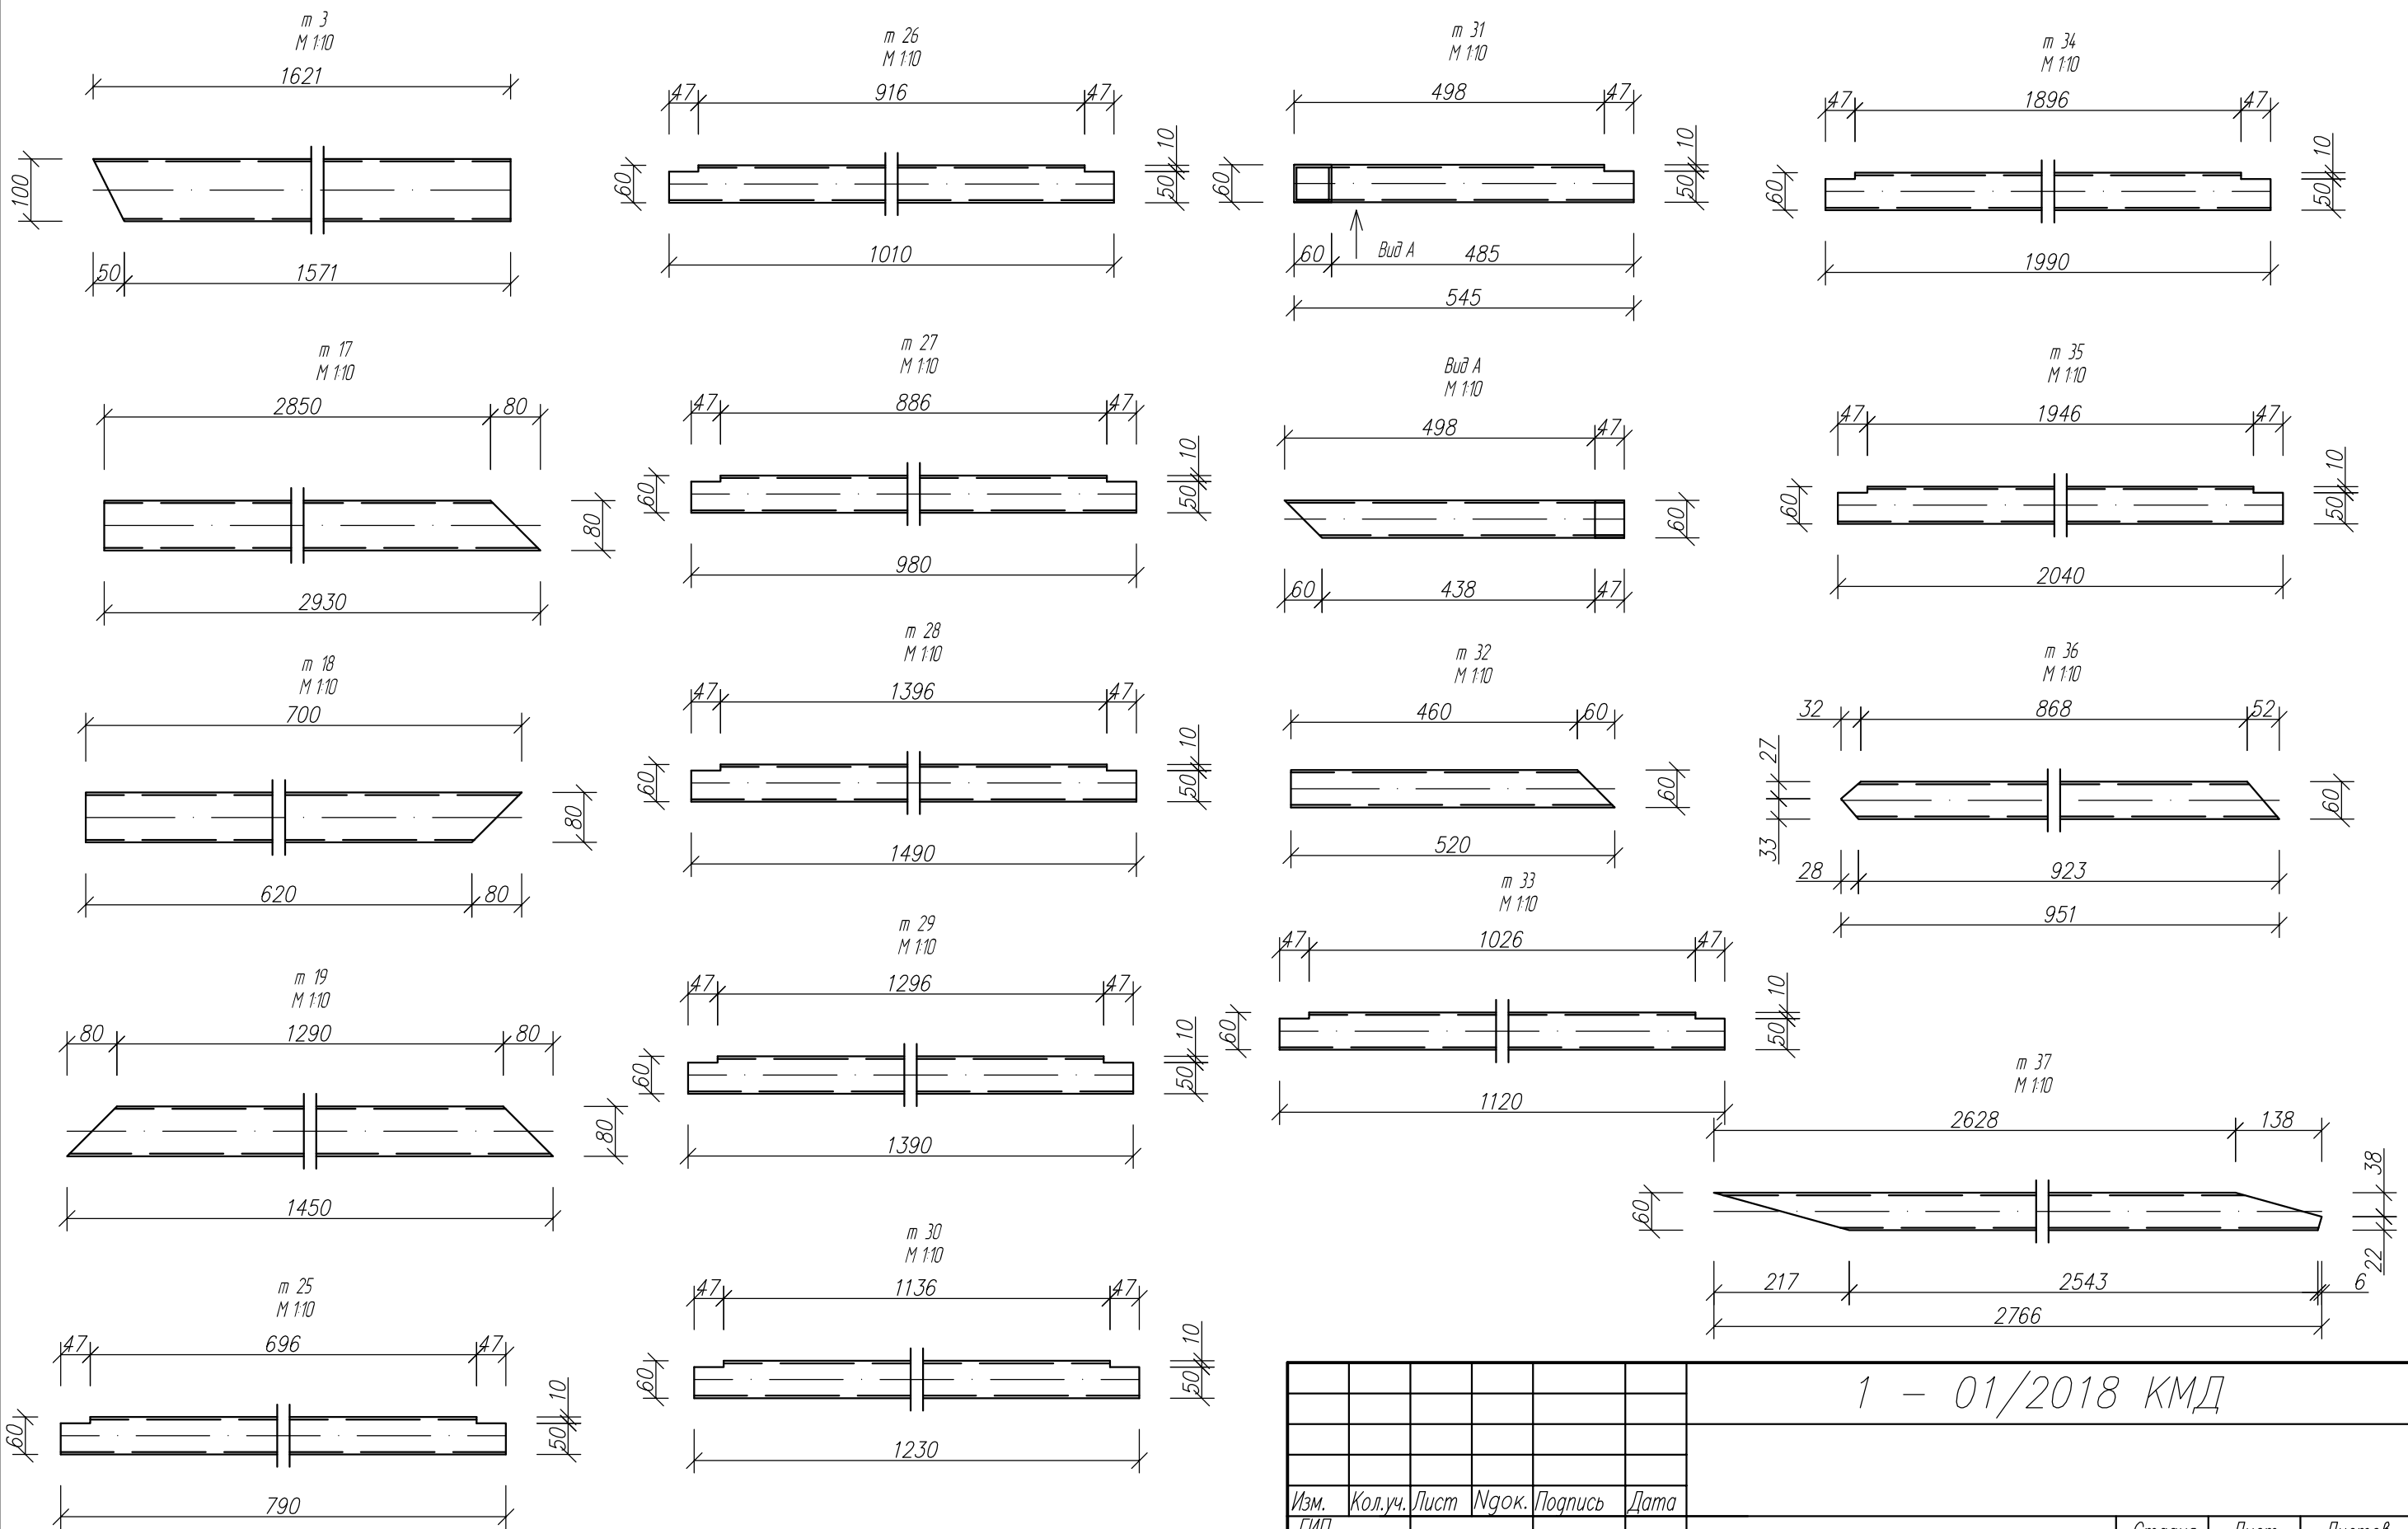 т 3
М 1:10
1621
100
50
1571
т 17
М 1:10
2850
80
80
2930
т 18
М 1:10
700
80
620
80
т 19
М 1:10
80
1290
80
80
1450
т 25
М 1:10
47
696
47
60
10
50
790
т 26
М 1:10
47
916
47
60
10
50
1010
т 27
М 1:10
47
886
47
60
10
50
980
т 28
М 1:10
47
1396
47
60
10
50
1490
т 29
М 1:10
47
1296
47
60
10
50
1390
т 30
М 1:10
47
1136
47
60
10
50
1230
т 31
М 1:10
498
47
60
10
50
60
Вид А
485
545
Вид А
М 1:10
498
47
60
60
438
47
т 32
М 1:10
460
60
60
520
т 33
М 1:10
47
1026
47
60
10
50
1120
т 34
М 1:10
47
1896
47
60
10
50
1990
т 35
М 1:10
47
1946
47
60
10
50
2040
т 36
М 1:10
32
868
52
27
33
60
28
923
951
т 37
М 1:10
2628
138
60
38
22
217
2543
6
2766
1 - 01/2018 КМД
Изм. Кол.уч. Лист Nдок. Подпись Дата
ГИП
Стадия Лист Листов